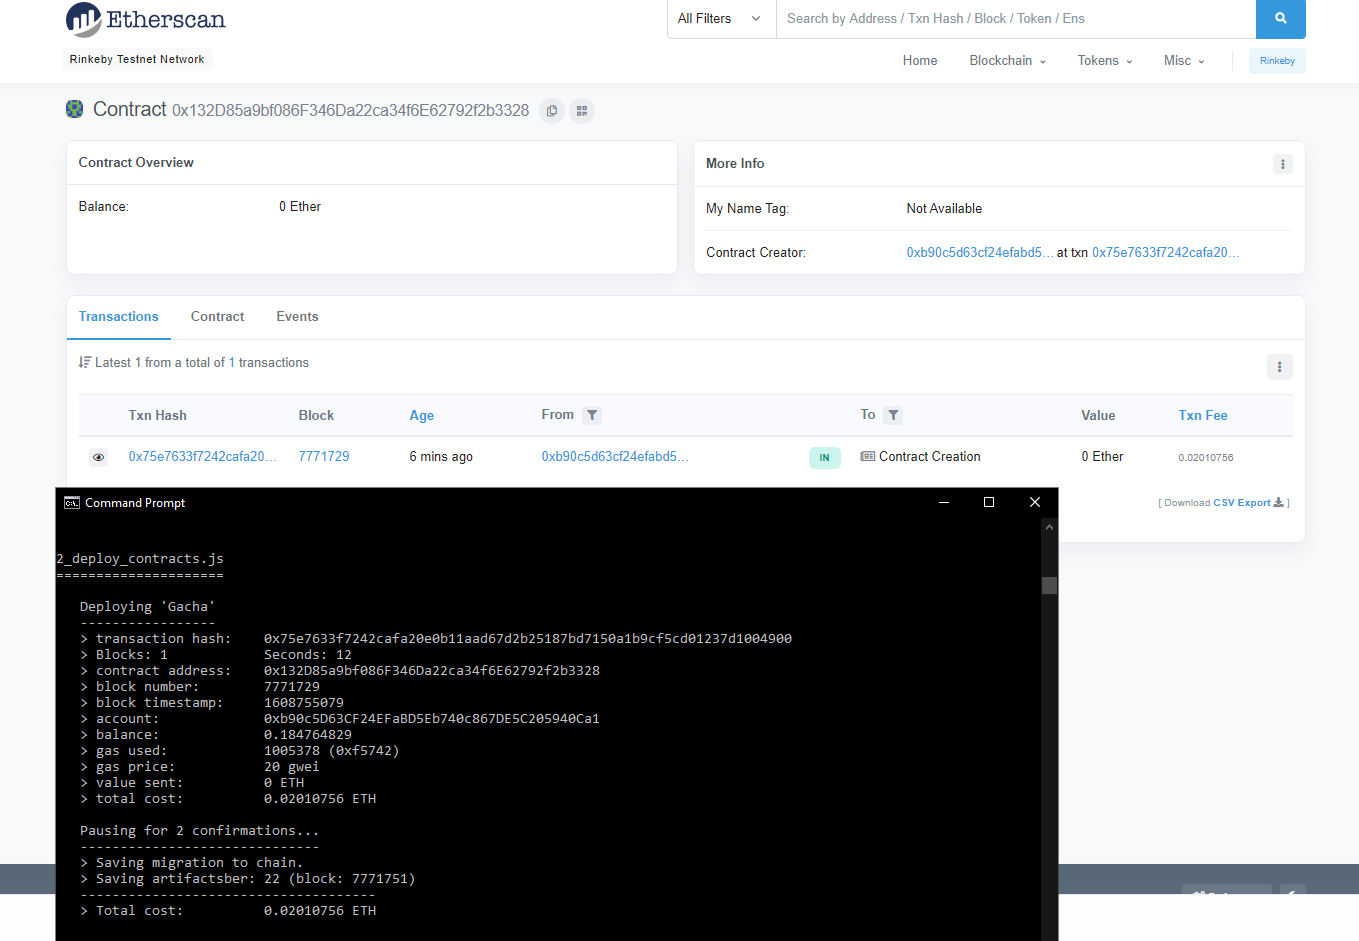 Etherscan
All Filters
Search by Address / Txn Hash / Block / Token / Ens
Rinkeby Testnet Network
Home Blockchain Tokens Misc Rinkeby
Contract 0x132D85a9bf086F346Da22ca34f6E62792f2b3328
Contract Overview
Balance: 0 Ether
More Info
My Name Tag: Not Available
Contract Creator: 0xb90c5d63cf24efabd5... at txn 0x75e7633f7242cafa20...
Transactions Contract Events
Latest 1 from a total of 1 transactions
Txn Hash Block Age From To Value Txn Fee
0x75e7633f7242cafa20... 7771729 6 mins ago 0xb90c5d63cf24efabd5... IN Contract Creation 0 Ether 0.02010756
[ Download CSV Export ]
Command Prompt
2_deploy_contracts.js
=====================
Deploying 'Gacha'
-----------------
> transaction hash: 0x75e7633f7242cafa20e0b11aad67d2b25187bd7150a1b9cf5cd01237d1004900
> Blocks: 1 Seconds: 12
> contract address: 0x132D85a9bf086F346Da22ca34f6E62792f2b3328
> block number: 7771729
> block timestamp: 1608755079
> account: 0xb90c5D63CF24EFaBD5Eb740c867DE5C205940Ca1
> balance: 0.184764829
> gas used: 1005378 (0xf5742)
> gas price: 20 gwei
> value sent: 0 ETH
> total cost: 0.02010756 ETH
Pausing for 2 confirmations...
------------------------------
> Saving migration to chain.
> Saving artifactsber: 22 (block: 7771751)
-------------------------------------
> Total cost: 0.02010756 ETH